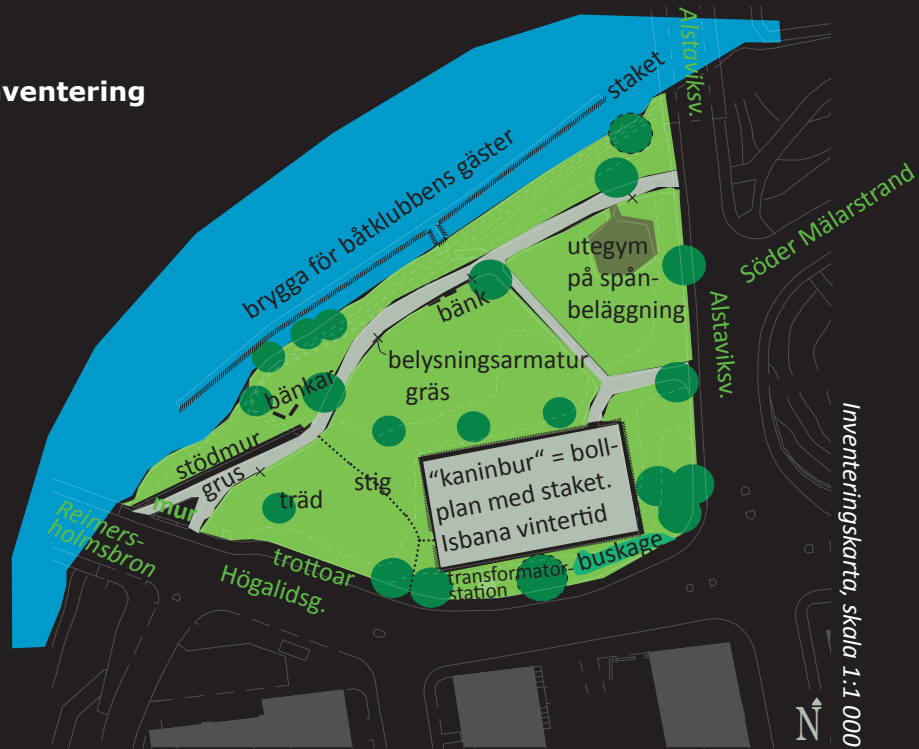 nventering
Alstaviksv.
staket
brygga för båtklubbens gäster
Söder Mälarstrand
utegym
på spån-
beläggning
bänk
Alstaviksv.
belysningsarmatur
gräs
bänkar
stödmur
grus
mur
träd
stig
"kaninbur" = boll-
plan med staket.
Isbana vintertid
Reimers-
holmsbron
trottoar
Högalidsg.
transformator-
station
buskage
Inventeringskarta, skala 1:1 000
N